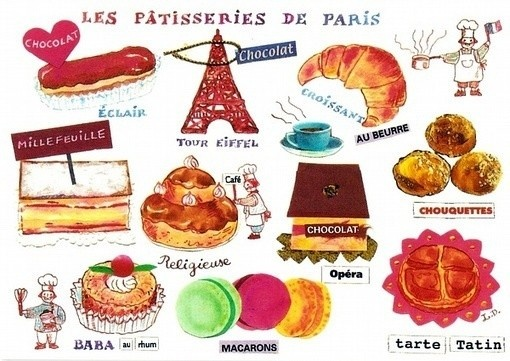 LES PÂTISSERIES DE PARIS
CHOCOLAT
ÉCLAIR
Chocolat
TOUR EIFFEL
CROISSANT
AU BEURRE
MILLEFEUILLE
Café
Religieuse
CHOCOLAT
Opéra
CHOUQUETTES
BABA au rhum
MACARONS
tarte Tatin